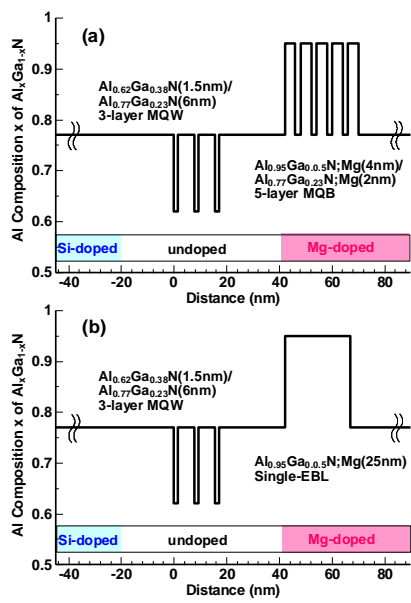 (a)
Al Composition x of AlxGa1-xN
1
0.9
0.8
0.7
0.6
0.5
Al0.62Ga0.38N(1.5nm)/
Al0.77Ga0.23N(6nm)
3-layer MQW
Al0.95Ga0.0.5N;Mg(4nm)/
Al0.77Ga0.23N;Mg(2nm)
5-layer MQB
Si-doped undoped Mg-doped
-40 -20 0 20 40 60 80
Distance (nm)
(b)
Al Composition x of AlxGa1-xN
1
0.9
0.8
0.7
0.6
0.5
Al0.62Ga0.38N(1.5nm)/
Al0.77Ga0.23N(6nm)
3-layer MQW
Al0.95Ga0.0.5N;Mg(25nm)
Single-EBL
Si-doped undoped Mg-doped
-40 -20 0 20 40 60 80
Distance (nm)